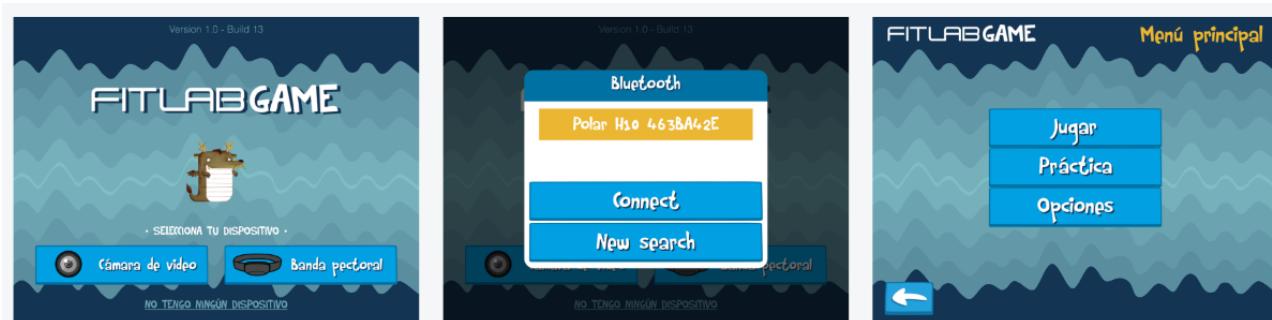 Version 1.0 - Build 13
FITLAB GAME
· SELECCIONA TU DISPOSITIVO ·
Cámara de video
Banda pectoral
NO TENGO NINGÚN DISPOSITIVO
Version 1.0 - Build 13
Bluetooth
Polar H10 463BA42E
Connect
New search
pectoral
NO TENGO NINGÚN DISPOSITIVO
FITLAB GAME
Menú principal
Jugar
Práctica
Opciones